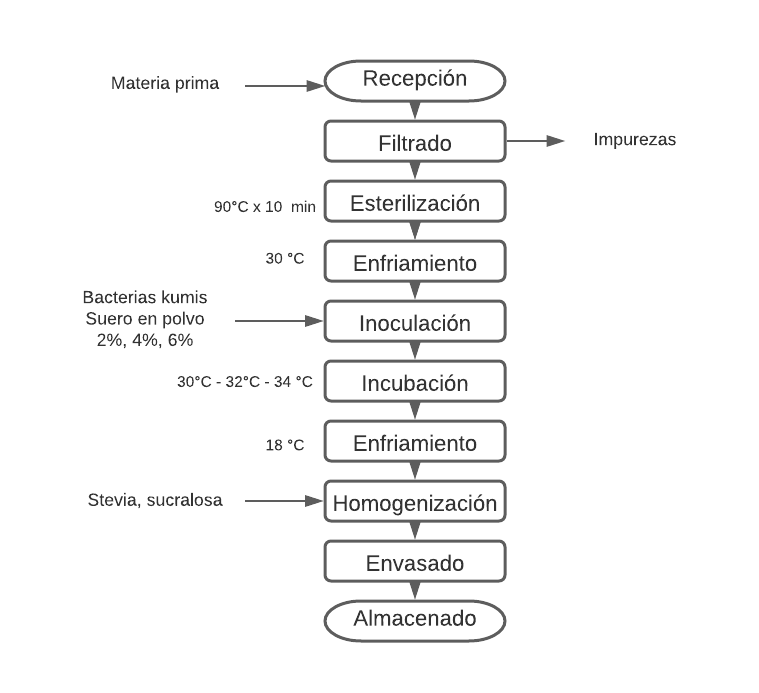 Materia prima
Recepción
Filtrado
Impurezas
90°C x 10 min
Esterilización
30 °C
Enfriamiento
Bacterias kumis
Suero en polvo
2%, 4%, 6%
Inoculación
30°C - 32°C - 34 °C
Incubación
18 °C
Enfriamiento
Stevia, sucralosa
Homogenización
Envasado
Almacenado